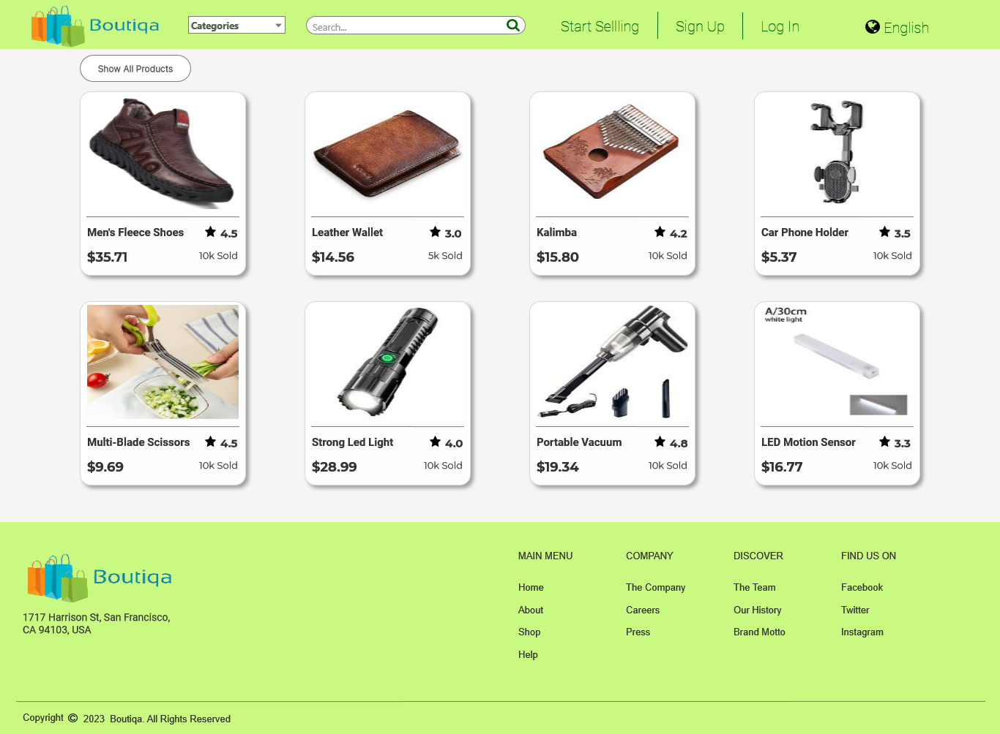 Boutiqa
Categories
Search...
Start Sellling
Sign Up
Log In
English
Show All Products
Men's Fleece Shoes 4.5
$35.71 10k Sold
Leather Wallet 3.0
$14.56 5k Sold
Kalimba 4.2
$15.80 10k Sold
Car Phone Holder 3.5
$5.37 10k Sold
Multi-Blade Scissors 4.5
$9.69 10k Sold
Strong Led Light 4.0
$28.99 10k Sold
Portable Vacuum 4.8
$19.34 10k Sold
A/30cm
white light
LED Motion Sensor 3.3
$16.77 10k Sold
Boutiqa
1717 Harrison St, San Francisco,
CA 94103, USA
MAIN MENU
Home
About
Shop
Help
COMPANY
The Company
Careers
Press
DISCOVER
The Team
Our History
Brand Motto
FIND US ON
Facebook
Twitter
Instagram
Copyright © 2023 Boutiqa. All Rights Reserved